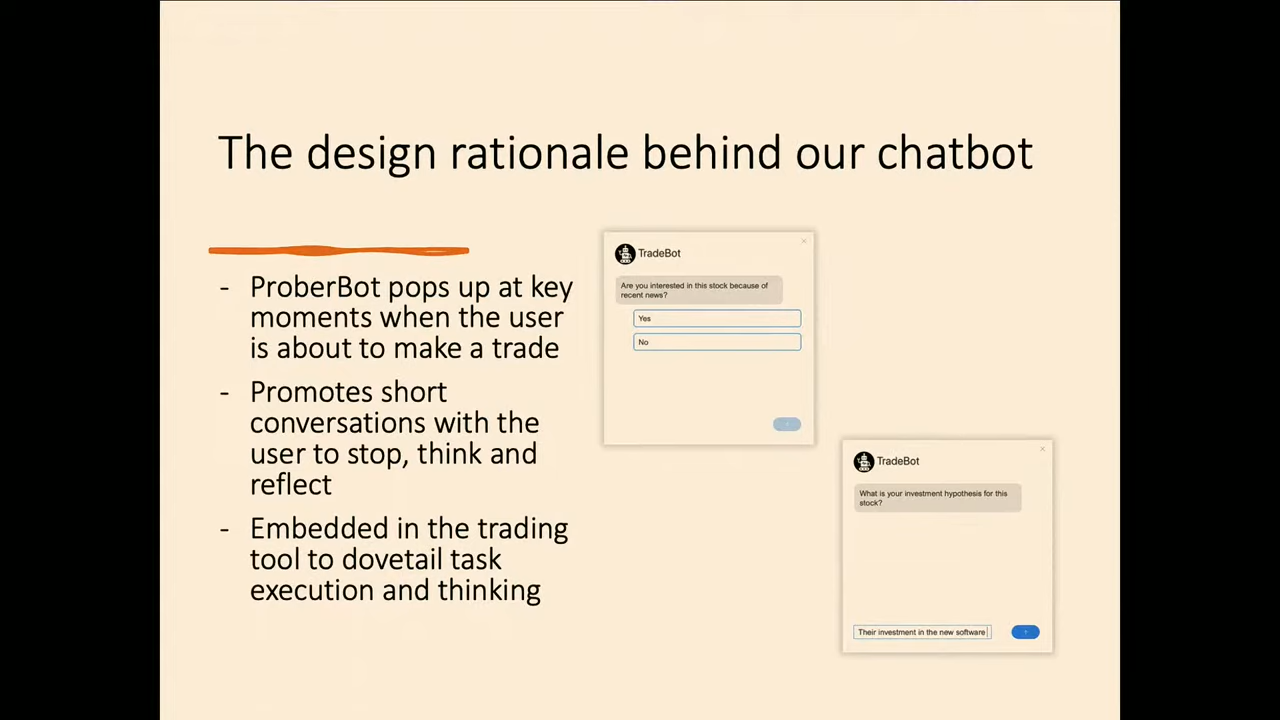 The design rationale behind our chatbot
- ProberBot pops up at key
moments when the user
is about to make a trade
- Promotes short
conversations with the
user to stop, think and
reflect
- Embedded in the trading
tool to dovetail task
execution and thinking
TradeBot
Are you interested in this stock because of
recent news?
Yes
No
TradeBot
What is your investment hypothesis for this
stock?
Their investment in the new software